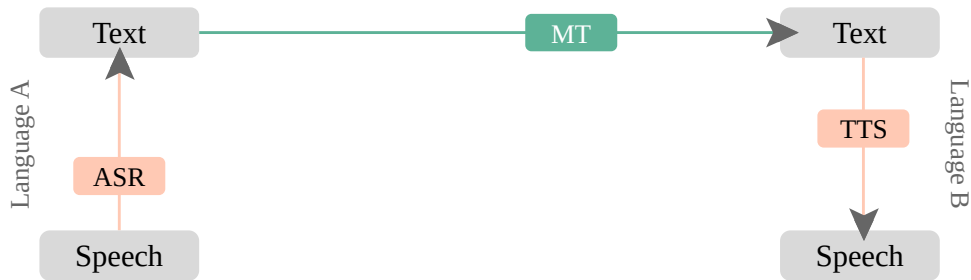 Text
MT
Text
Language A
ASR
TTS
Language B
Speech
Speech